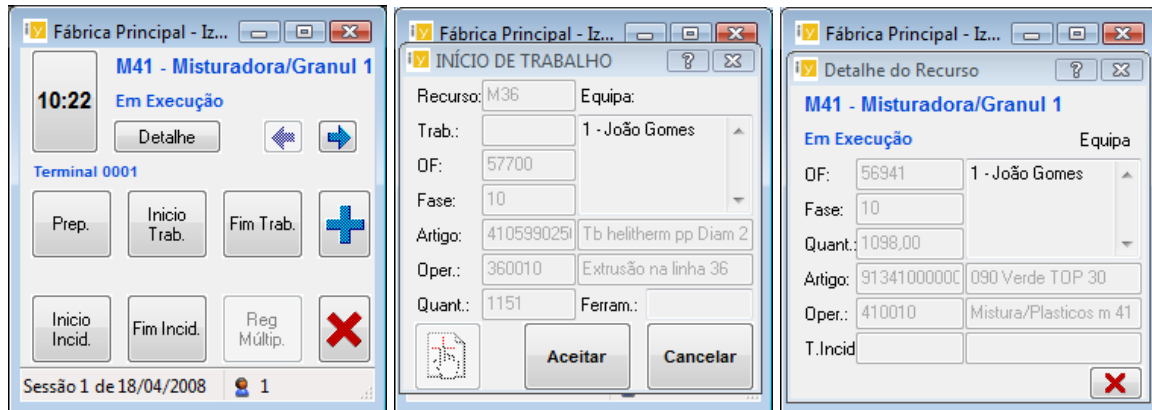 Fábrica Principal - Iz...
10:22
M41 - Misturadora/Granul 1
Em Execução
Detalhe
Terminal 0001
Prep.
Inicio
Trab.
Fim Trab.
Inicio
Incid.
Fim Incid.
Reg
Múltip.
Sessão 1 de 18/04/2008 1
Fábrica Principal - Iz...
INÍCIO DE TRABALHO
Recurso: M36 Equipa:
Trab.: 1 - João Gomes
OF: 57700
Fase: 10
Artigo: 410599025 Tb helitherm pp Diam 2
Oper.: 360010 Extrusão na linha 36
Quant.: 1151 Ferram.:
Aceitar Cancelar
Fábrica Principal - Iz...
Detalhe do Recurso
M41 - Misturadora/Granul 1
Em Execução Equipa
OF: 56941 1 - João Gomes
Fase: 10
Quant.: 1098,00
Artigo: 91341000000 090 Verde TOP 30
Oper.: 410010 Mistura/Plasticos m 41
T.Incid